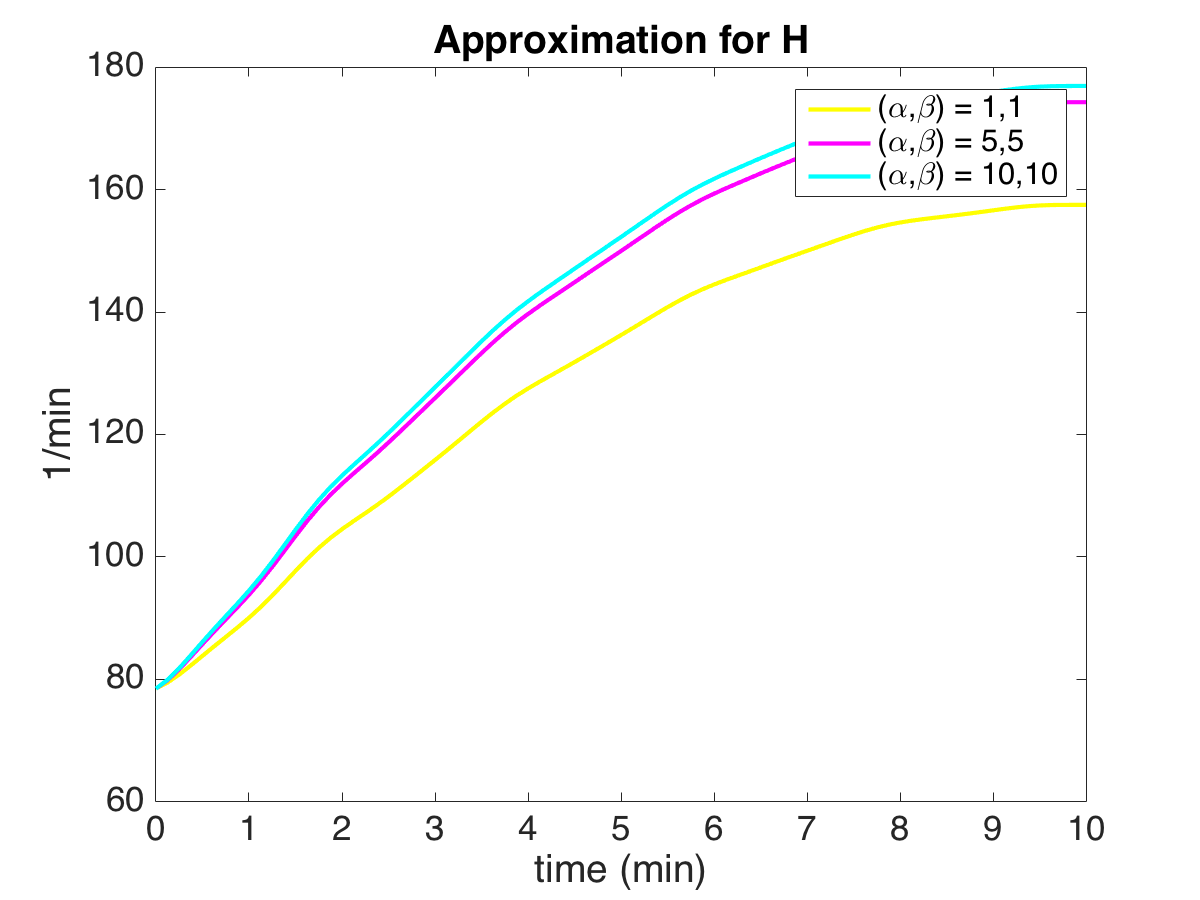 Approximation for H
180
160
140
120
100
80
60
1/min
(α,β) = 1,1
(α,β) = 5,5
(α,β) = 10,10
0 1 2 3 4 5 6 7 8 9 10
time (min)